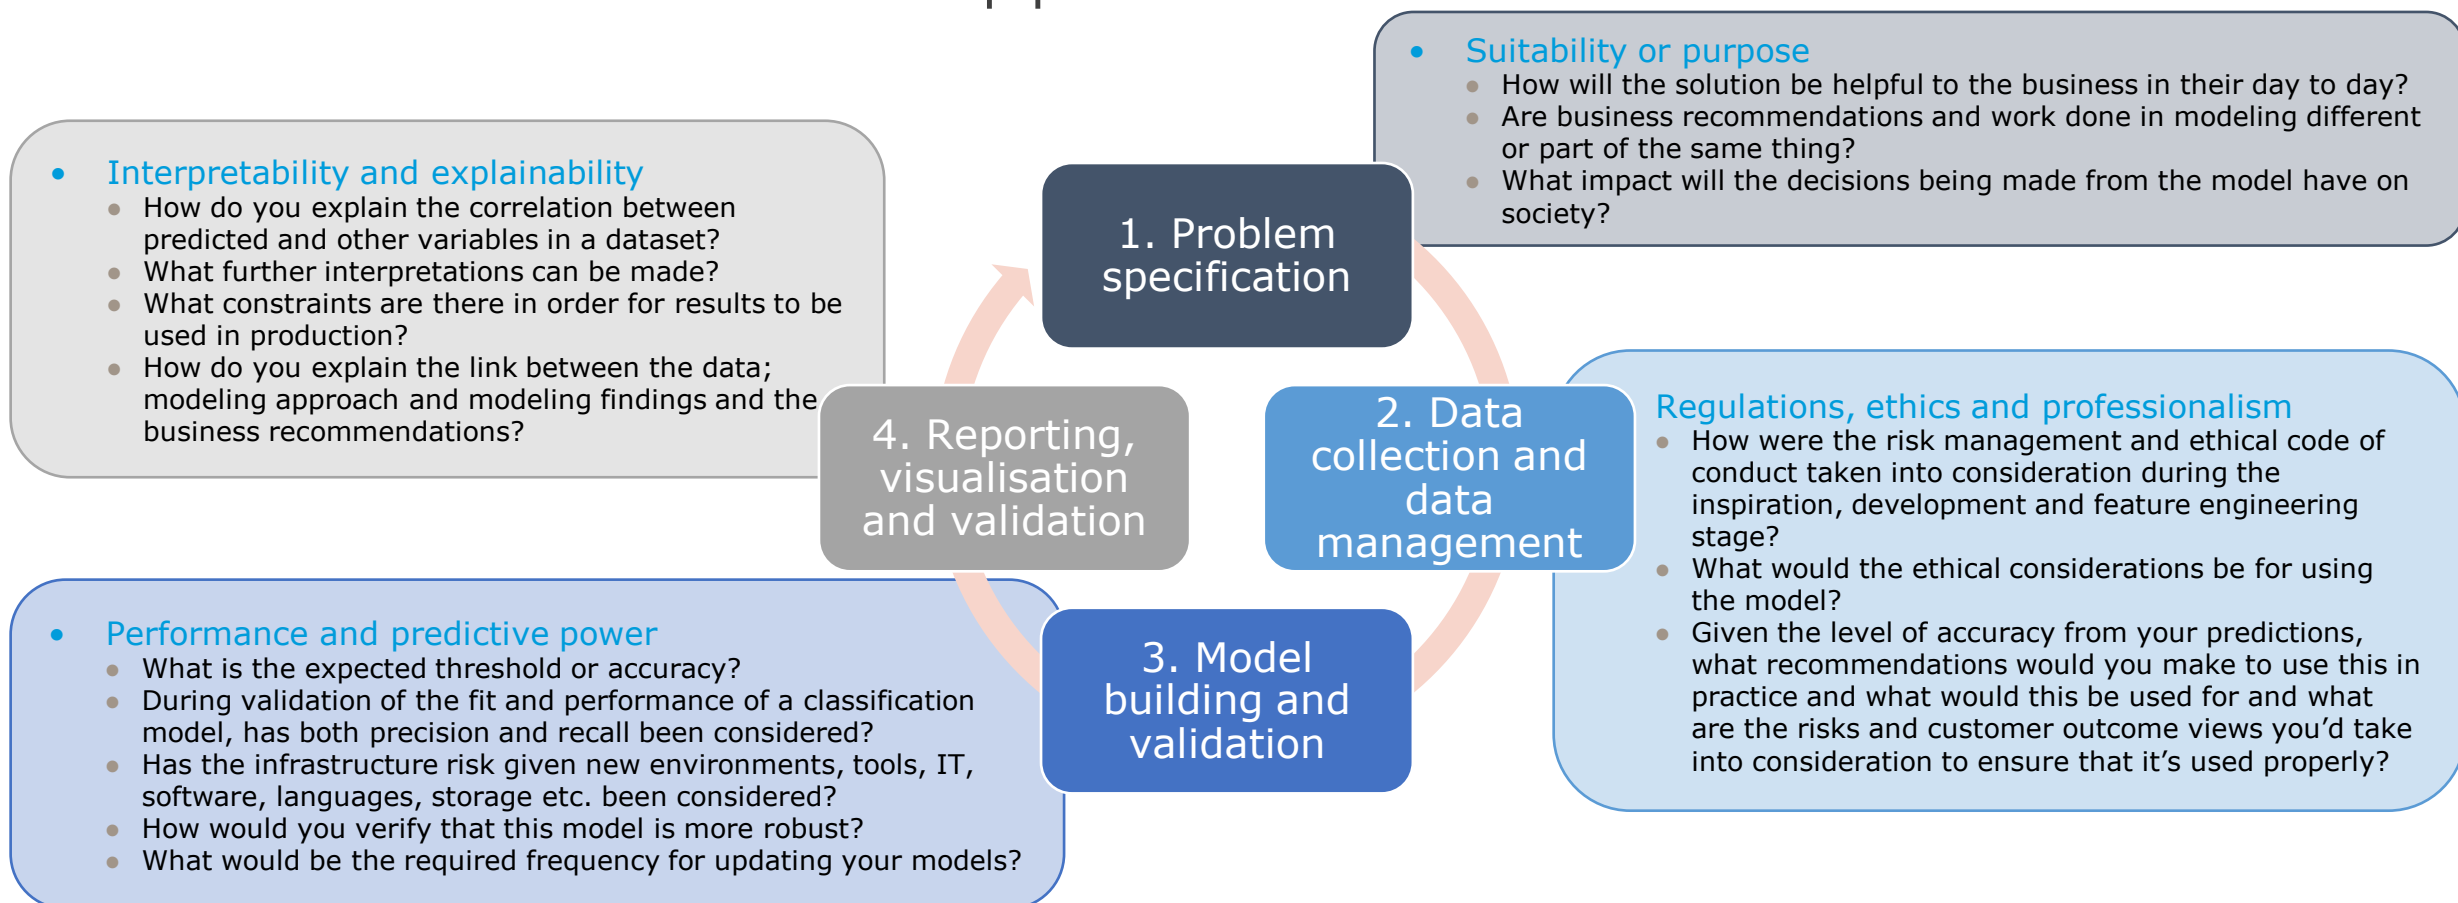 Suitability or purpose
How will the solution be helpful to the business in their day to day?
Are business recommendations and work done in modeling different
or part of the same thing?
What impact will the decisions being made from the model have on
society?
Interpretability and explainability
How do you explain the correlation between
predicted and other variables in a dataset?
What further interpretations can be made?
What constraints are there in order for results to be
used in production?
How do you explain the link between the data;
modeling approach and modeling findings and the
business recommendations?
1. Problem
specification
2. Data
collection and
data
management
Regulations, ethics and professionalism
How were the risk management and ethical code of
conduct taken into consideration during the
inspiration, development and feature engineering
stage?
What would the ethical considerations be for using
the model?
Given the level of accuracy from your predictions,
what recommendations would you make to use this in
practice and what would this be used for and what
are the risks and customer outcome views you’d take
into consideration to ensure that it’s used properly?
3. Model
building and
validation
4. Reporting,
visualisation
and validation
Performance and predictive power
What is the expected threshold or accuracy?
During validation of the fit and performance of a classification
model, has both precision and recall been considered?
Has the infrastructure risk given new environments, tools, IT,
software, languages, storage etc. been considered?
How would you verify that this model is more robust?
What would be the required frequency for updating your models?